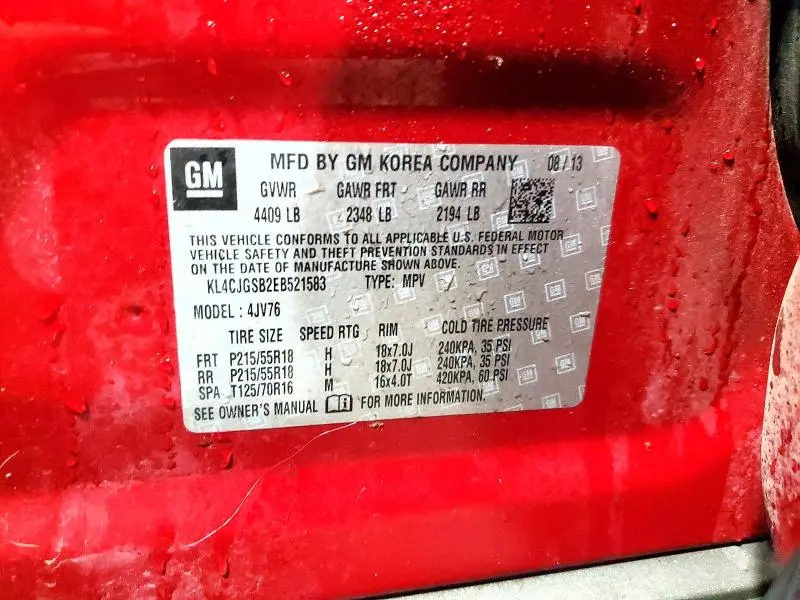 GM MFD BY GM KOREA COMPANY 08/13
GVWR GAWR FRT GAWR RR
4409 LB 2348 LB 2194 LB
THIS VEHICLE CONFORMS TO ALL APPLICABLE U.S. FEDERAL MOTOR
VEHICLE SAFETY AND THEFT PREVENTION STANDARDS IN EFFECT
ON THE DATE OF MANUFACTURE SHOWN ABOVE.
KL4CJGSB2EB521583 TYPE: MPV
MODEL : 4JV76
TIRE SIZE SPEED RTG RIM COLD TIRE PRESSURE
FRT P215/55R18 H 18x7.0J 240KPA, 35 PSI
RR P215/55R18 H 18x7.0J 240KPA, 35 PSI
SPA T125/70R16 M 16x4.0T 420KPA, 60 PSI
SEE OWNER'S MANUAL FOR MORE INFORMATION.